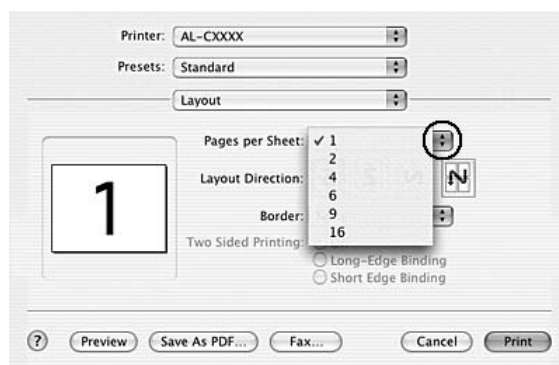 Printer: AL-CXXXX
Presets: Standard
Layout
Pages per Sheet: ✓ 1
2
Layout Direction: 4
6
Border: 9
16
Two Sided Printing:
Long-Edge Binding
Short Edge Binding
1
? Preview Save As PDF... Fax... Cancel Print